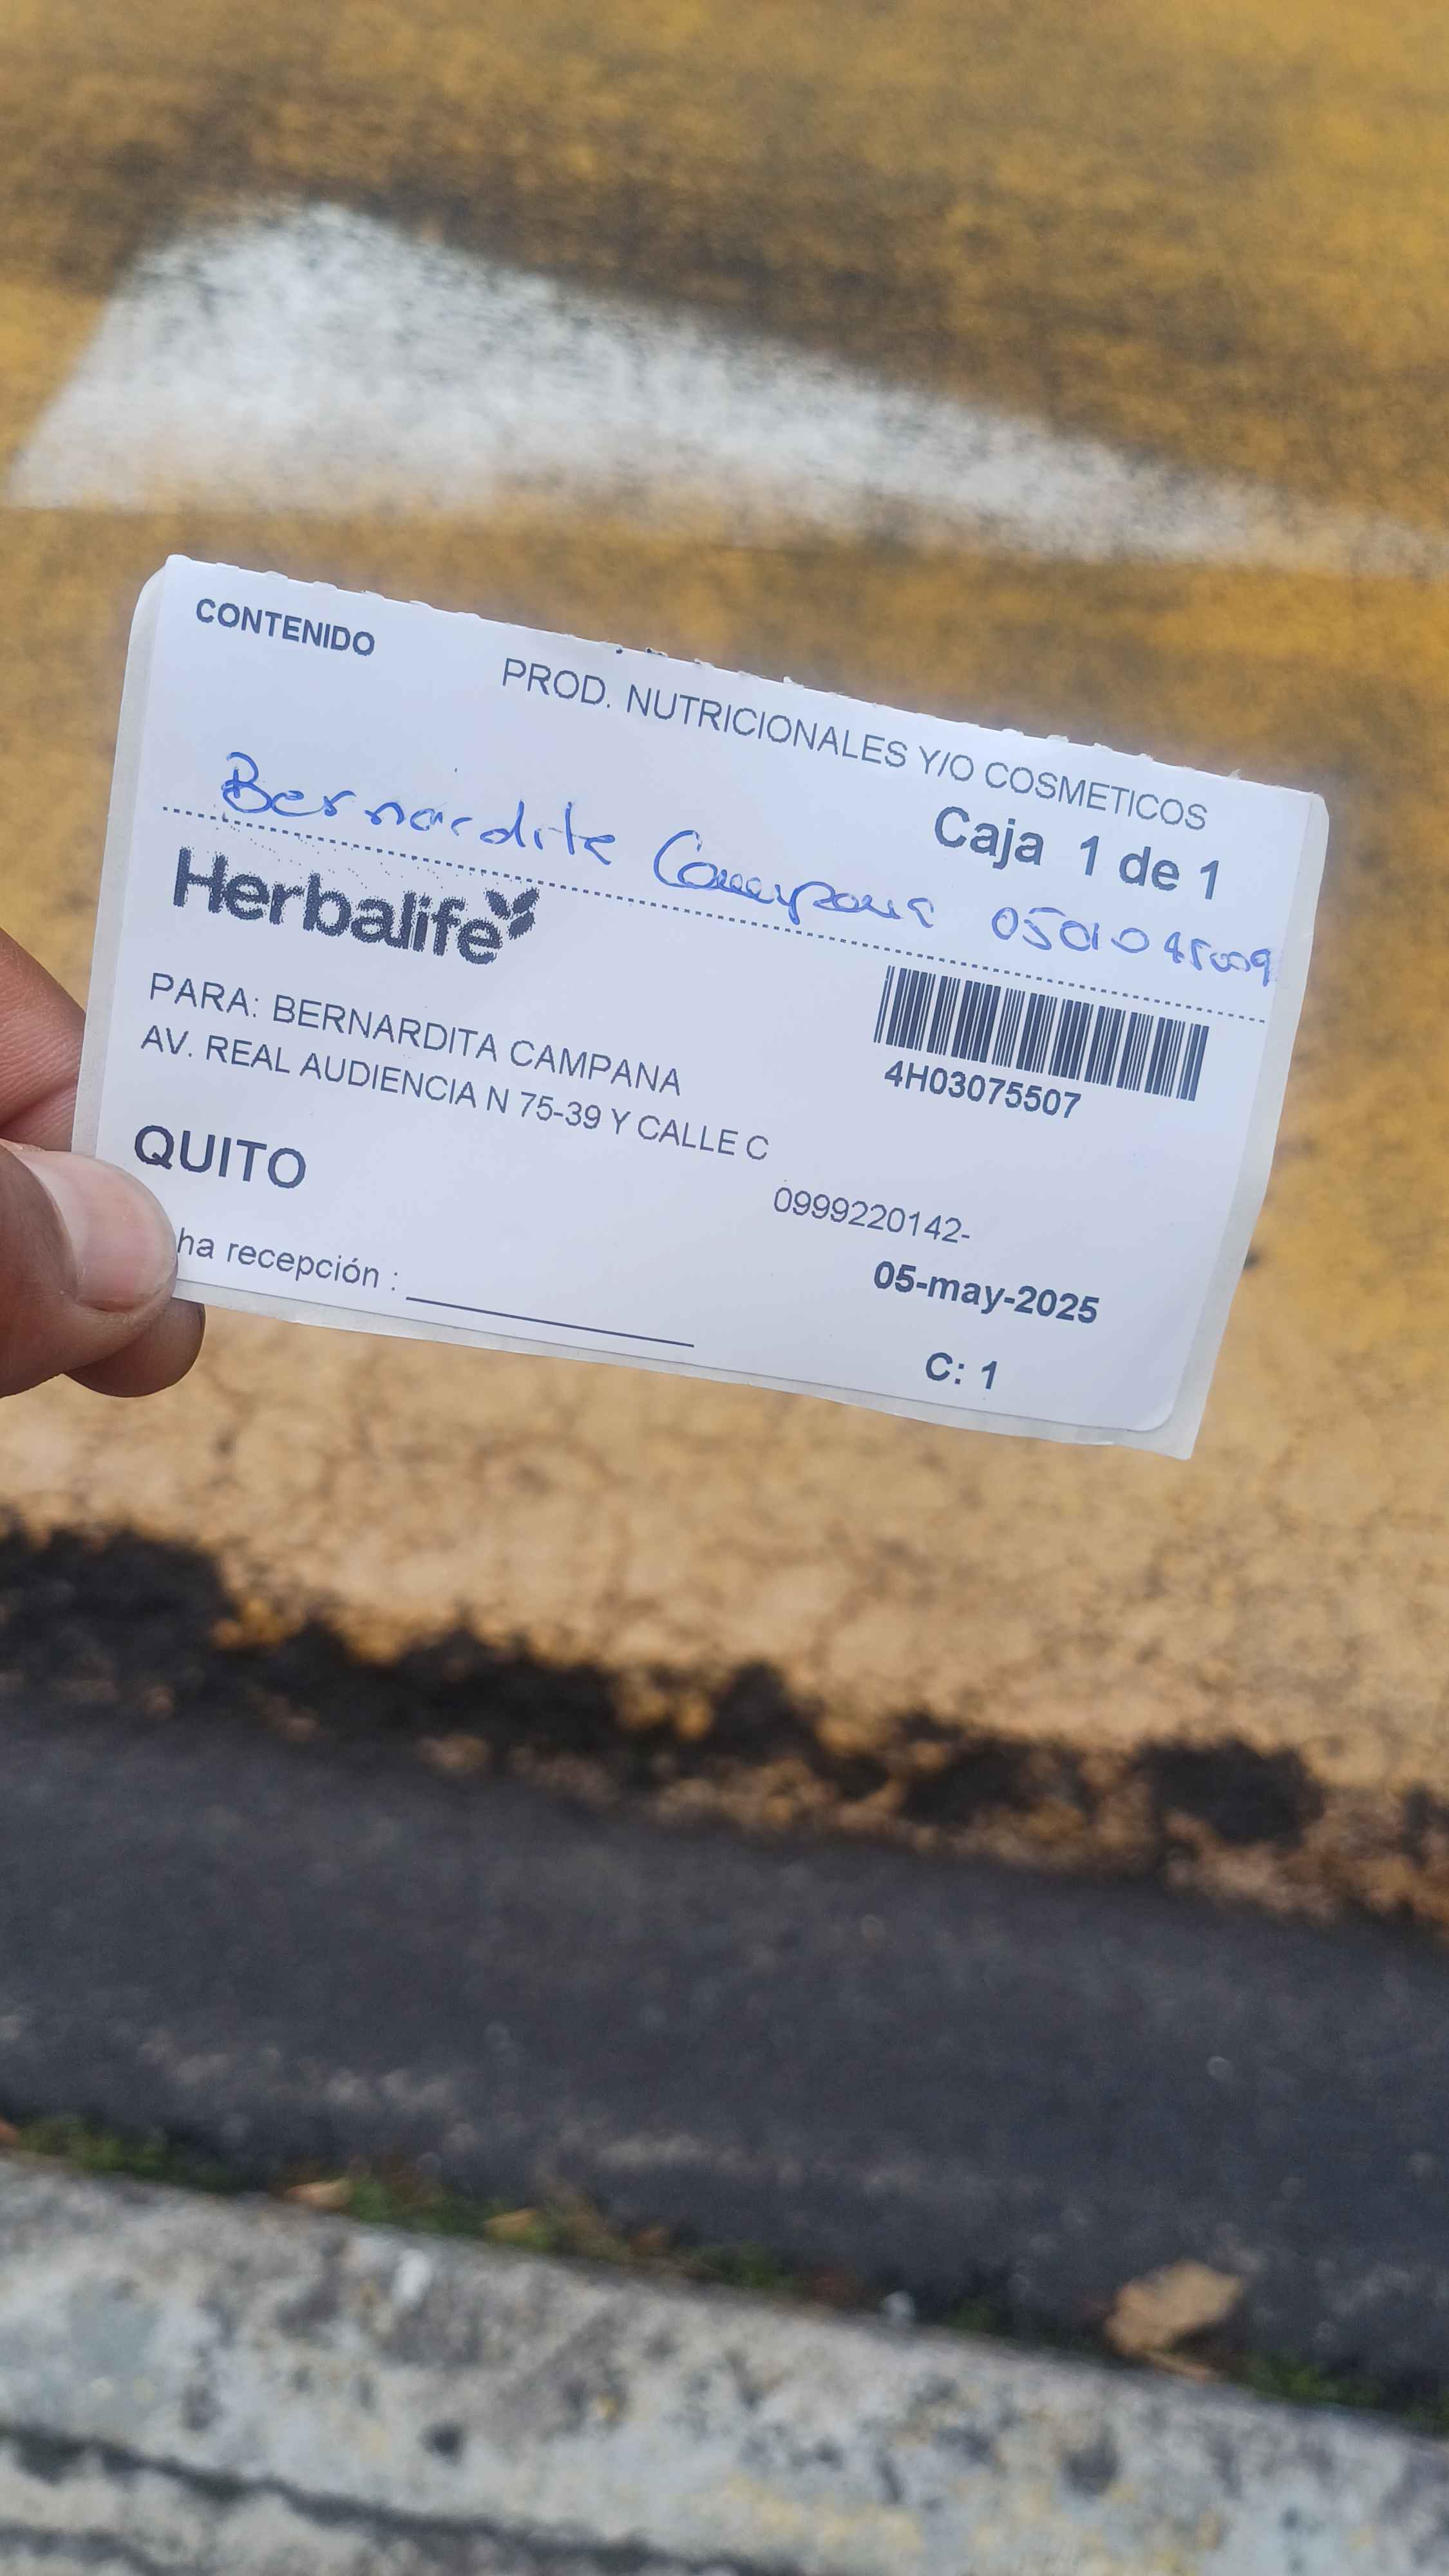 CONTENIDO
PROD. NUTRICIONALES Y/O COSMETICOS
Caja 1 de 1
Bernardita Campana
Herbalife
4H03075507
PARA: BERNARDITA CAMPANA
AV. REAL AUDIENCIA N 75-39 Y CALLE C
QUITO
0999220142-
ha recepción :
05-may-2025
C: 1